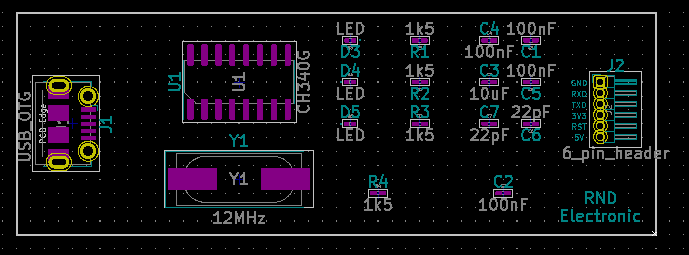 LED 1k5 C4 100nF
D3 R1 100nF C1
D4 1k5 C3 100nF
LED R2 10uF C5
D5 1k5 C7 22pF
LED R3 22pF C6
USB_OTG
PCB Edge
J1
U1
U1
CH340G
Y1
Y1
12MHz
R4
1k5
C2
100nF
J2
GND
RXD
TXD
3V3
RST
5V
6_pin_header
RND
Electronic